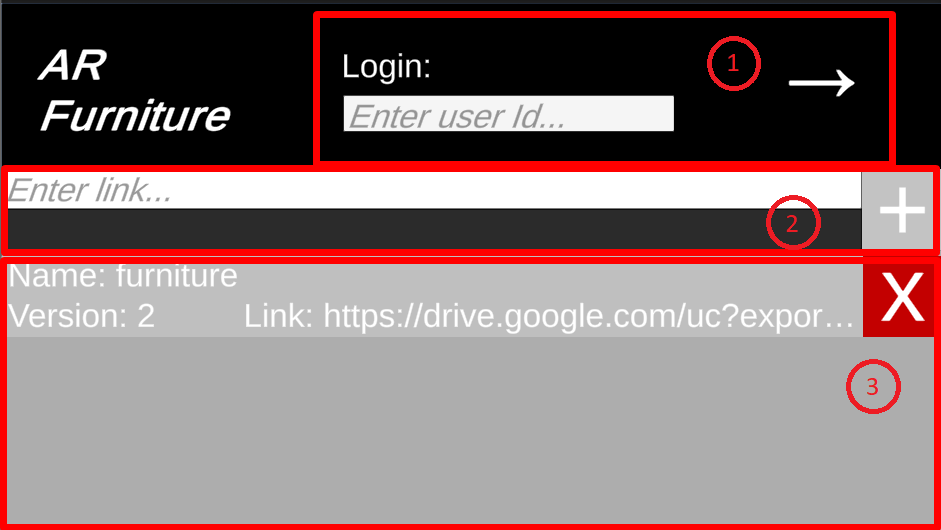 AR
Furniture
Login:
Enter user Id...
1
→
Enter link...
+
2
Name: furniture
Version: 2 Link: https://drive.google.com/uc?expor...
X
3